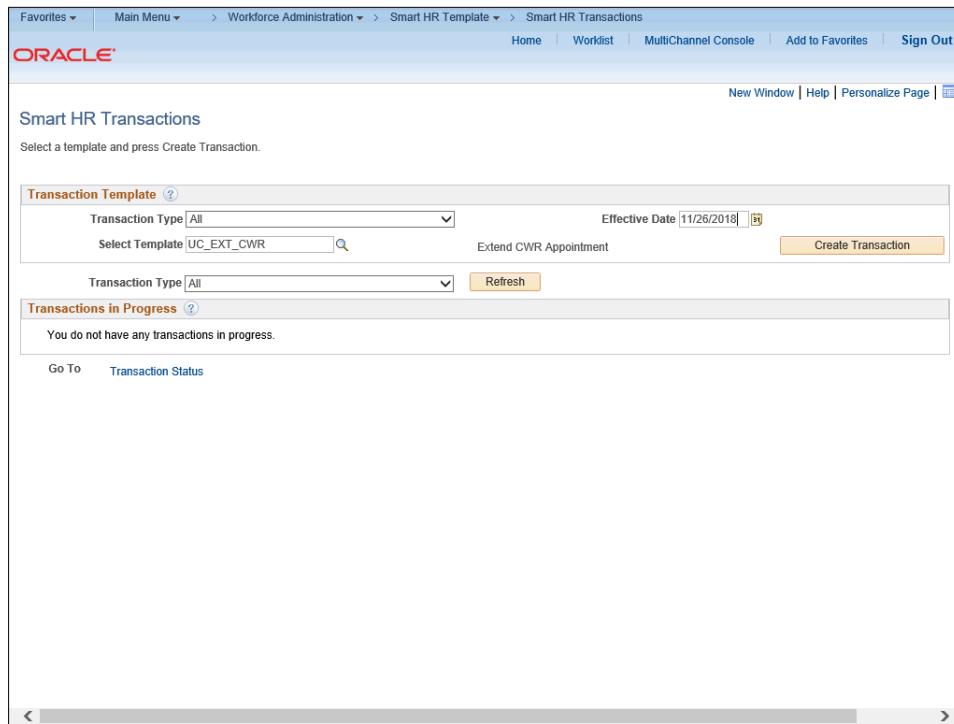 Favorites Main Menu > Workforce Administration > Smart HR Template > Smart HR Transactions
Home Worklist MultiChannel Console Add to Favorites Sign Out
ORACLE
New Window | Help | Personalize Page |
Smart HR Transactions
Select a template and press Create Transaction.
Transaction Template ?
Transaction Type All Effective Date 11/26/2018 31
Select Template UC_EXT_CWR Extend CWR Appointment Create Transaction
Transaction Type All Refresh
Transactions in Progress ?
You do not have any transactions in progress.
Go To Transaction Status